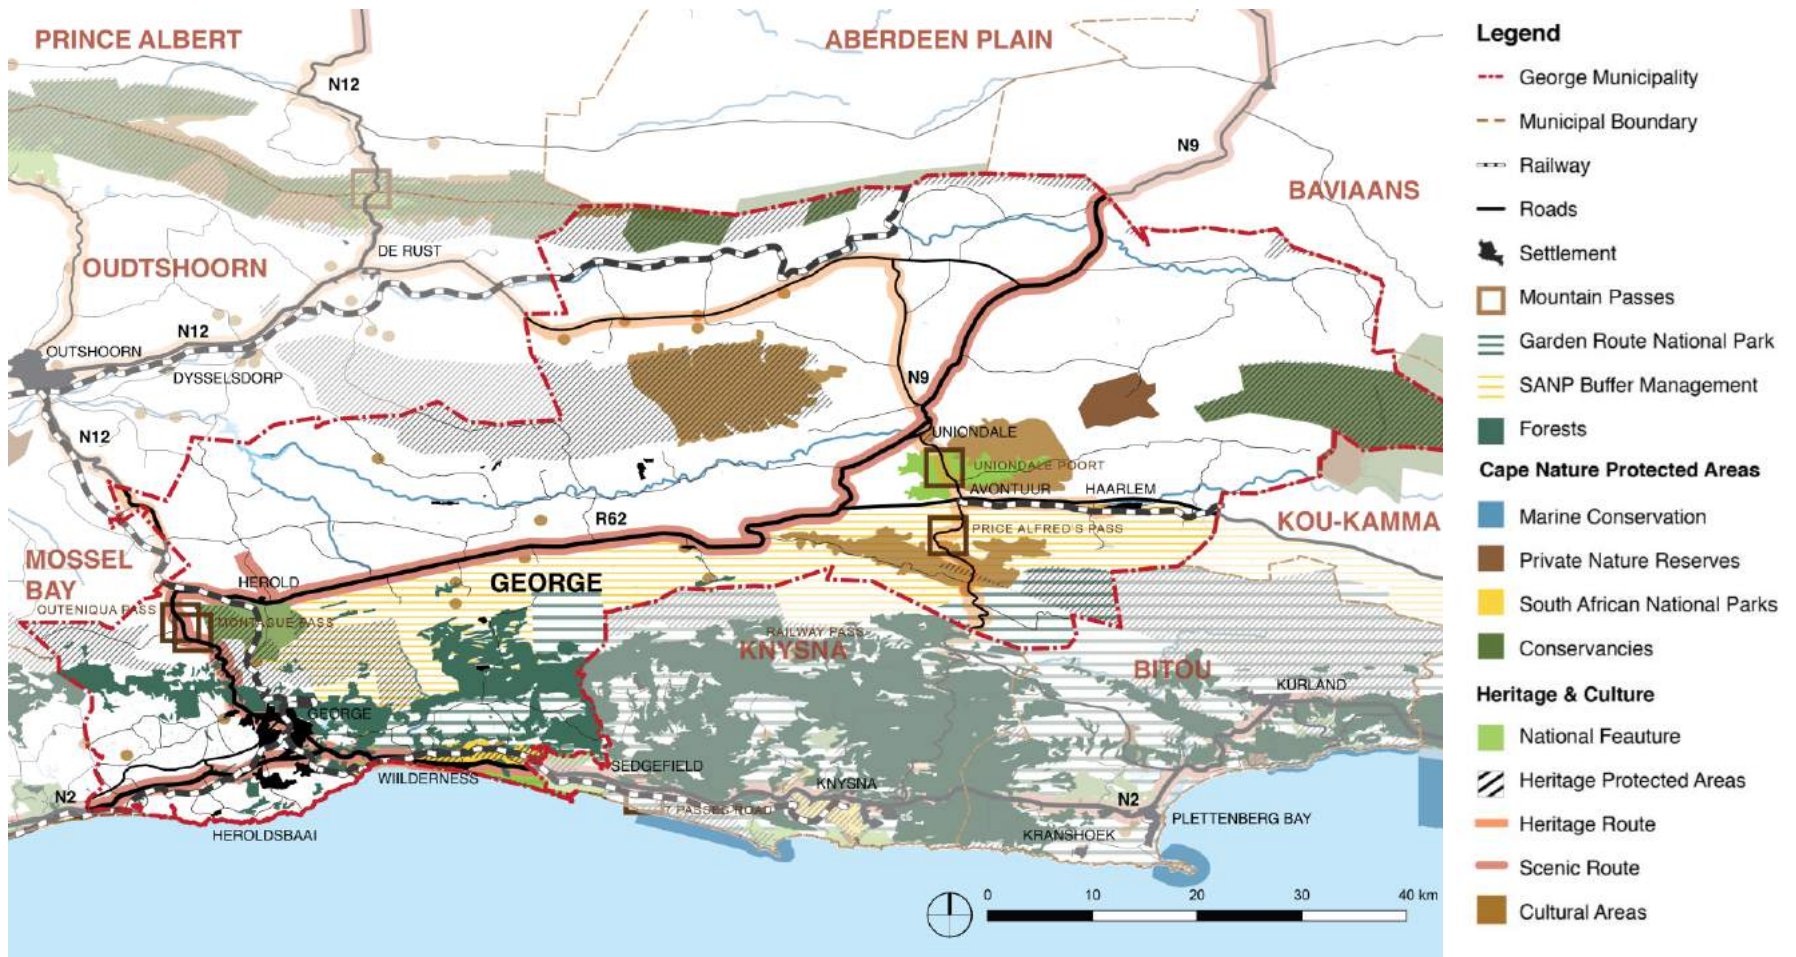 PRINCE ALBERT
ABERDEEN PLAIN
N12
N9
BAVIAANS
DE RUST
OUDTSHOORN
N12
OUTSHOORN
DYSSELSDORP
N9
N12
UNIONDALE
UNIONDALE POORT
AVONTUUR
HAARLEM
R62
PRICE ALFRED'S PASS
KOU-KAMMA
MOSSEL
BAY
HEROLD
GEORGE
OUTENIQUA PASS
MONTAGUE PASS
RAILWAY PASS
KNYSNA
BITOU
KURLAND
GEORGE
SEDGEFIELD
WIILDERNESS
KNYSNA
N2
7 PASSES ROAD
N2
PLETTENBERG BAY
HEROLDSBAAI
KRANSHOEK
0 10 20 30 40 km
Legend
George Municipality
Municipal Boundary
Railway
Roads
Settlement
Mountain Passes
Garden Route National Park
SANP Buffer Management
Forests
Cape Nature Protected Areas
Marine Conservation
Private Nature Reserves
South African National Parks
Conservancies
Heritage & Culture
National Feauture
Heritage Protected Areas
Heritage Route
Scenic Route
Cultural Areas